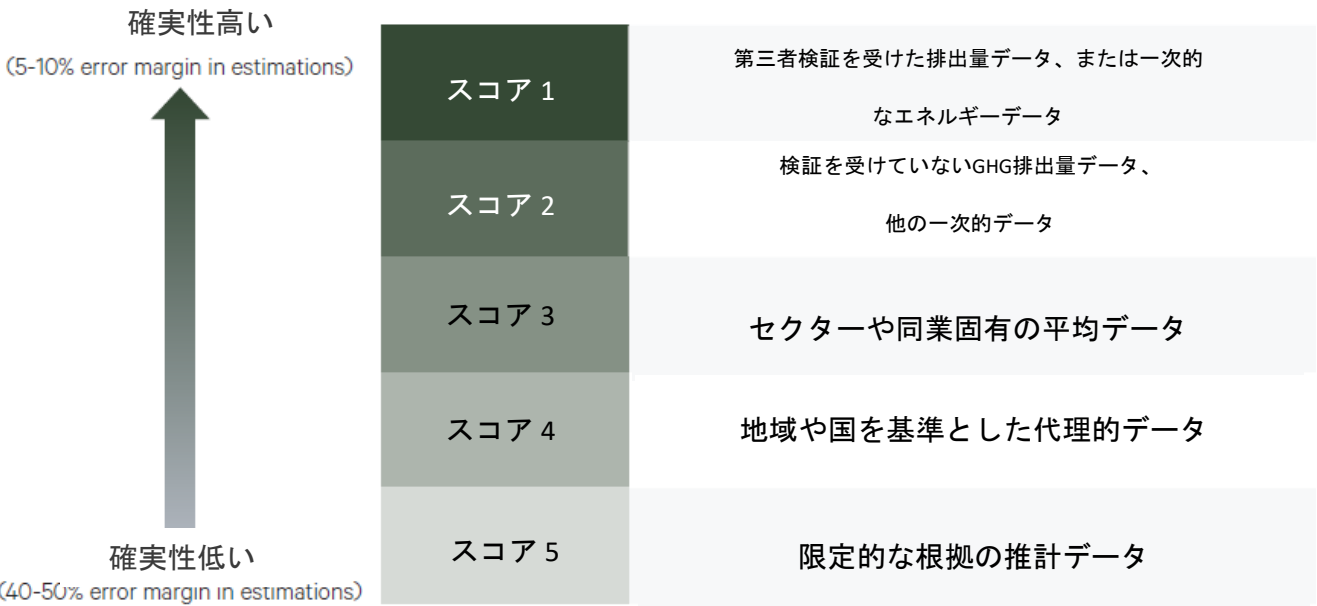 確実性高い
(5-10% error margin in estimations)
スコア 1
第三者検証を受けた排出量データ、または一次的
なエネルギーデータ
スコア 2
検証を受けていないGHG排出量データ、
他の一次的データ
スコア 3
セクターや同業固有の平均データ
スコア 4
地域や国を基準とした代理的データ
スコア 5
限定的な根拠の推計データ
確実性低い
(40-50% error margin in estimations)